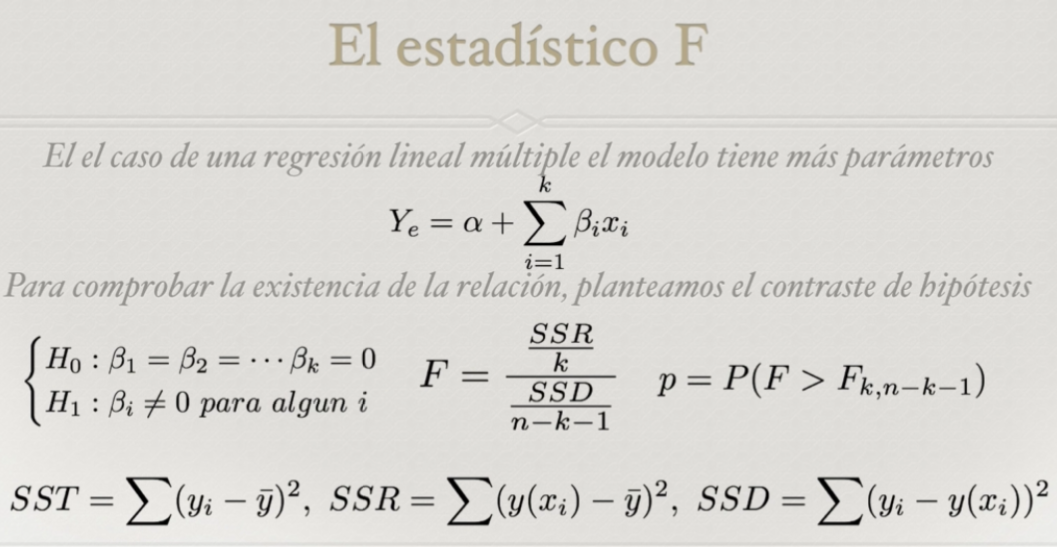 El estadístico F
El el caso de una regresión lineal múltiple el modelo tiene más parámetros
$Y_e = \alpha + \sum_{i=1}^{k} \beta_i x_i$
Para comprobar la existencia de la relación, planteamos el contraste de hipótesis
$\begin{cases} H_0 : \beta_1 = \beta_2 = \cdots \beta_k = 0 \\ H_1 : \beta_i \neq 0 \text{ para algun } i \end{cases} \quad F = \frac{\frac{SSR}{k}}{\frac{SSD}{n-k-1}} \quad p = P(F > F_{k,n-k-1})$
$SST = \sum (y_i - \bar{y})^2, \ SSR = \sum (y(x_i) - \bar{y})^2, \ SSD = \sum (y_i - y(x_i))^2$